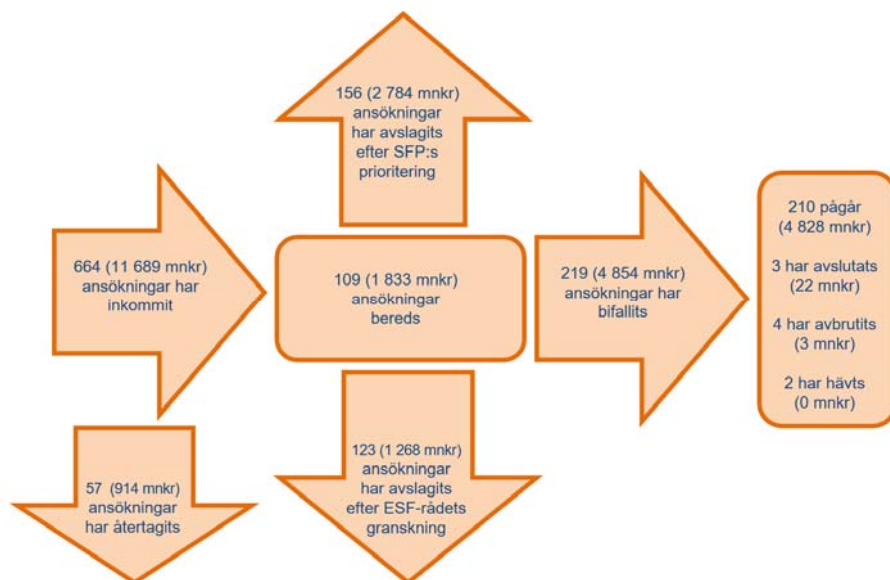 156 (2 784 mnkr)
ansökningar
har avslagits
efter SFP:s
prioritering
664 (11 689 mnkr)
ansökningar har
inkommit
109 (1 833 mnkr)
ansökningar
bereds
219 (4 854 mnkr)
ansökningar har
bifallits
210 pågår
(4 828 mnkr)
3 har avslutats
(22 mnkr)
4 har avbrutits
(3 mnkr)
2 har hävts
(0 mnkr)
57 (914 mnkr)
ansökningar
har återtagits
123 (1 268 mnkr)
ansökningar
har avslagits
efter ESF-rådets
granskning